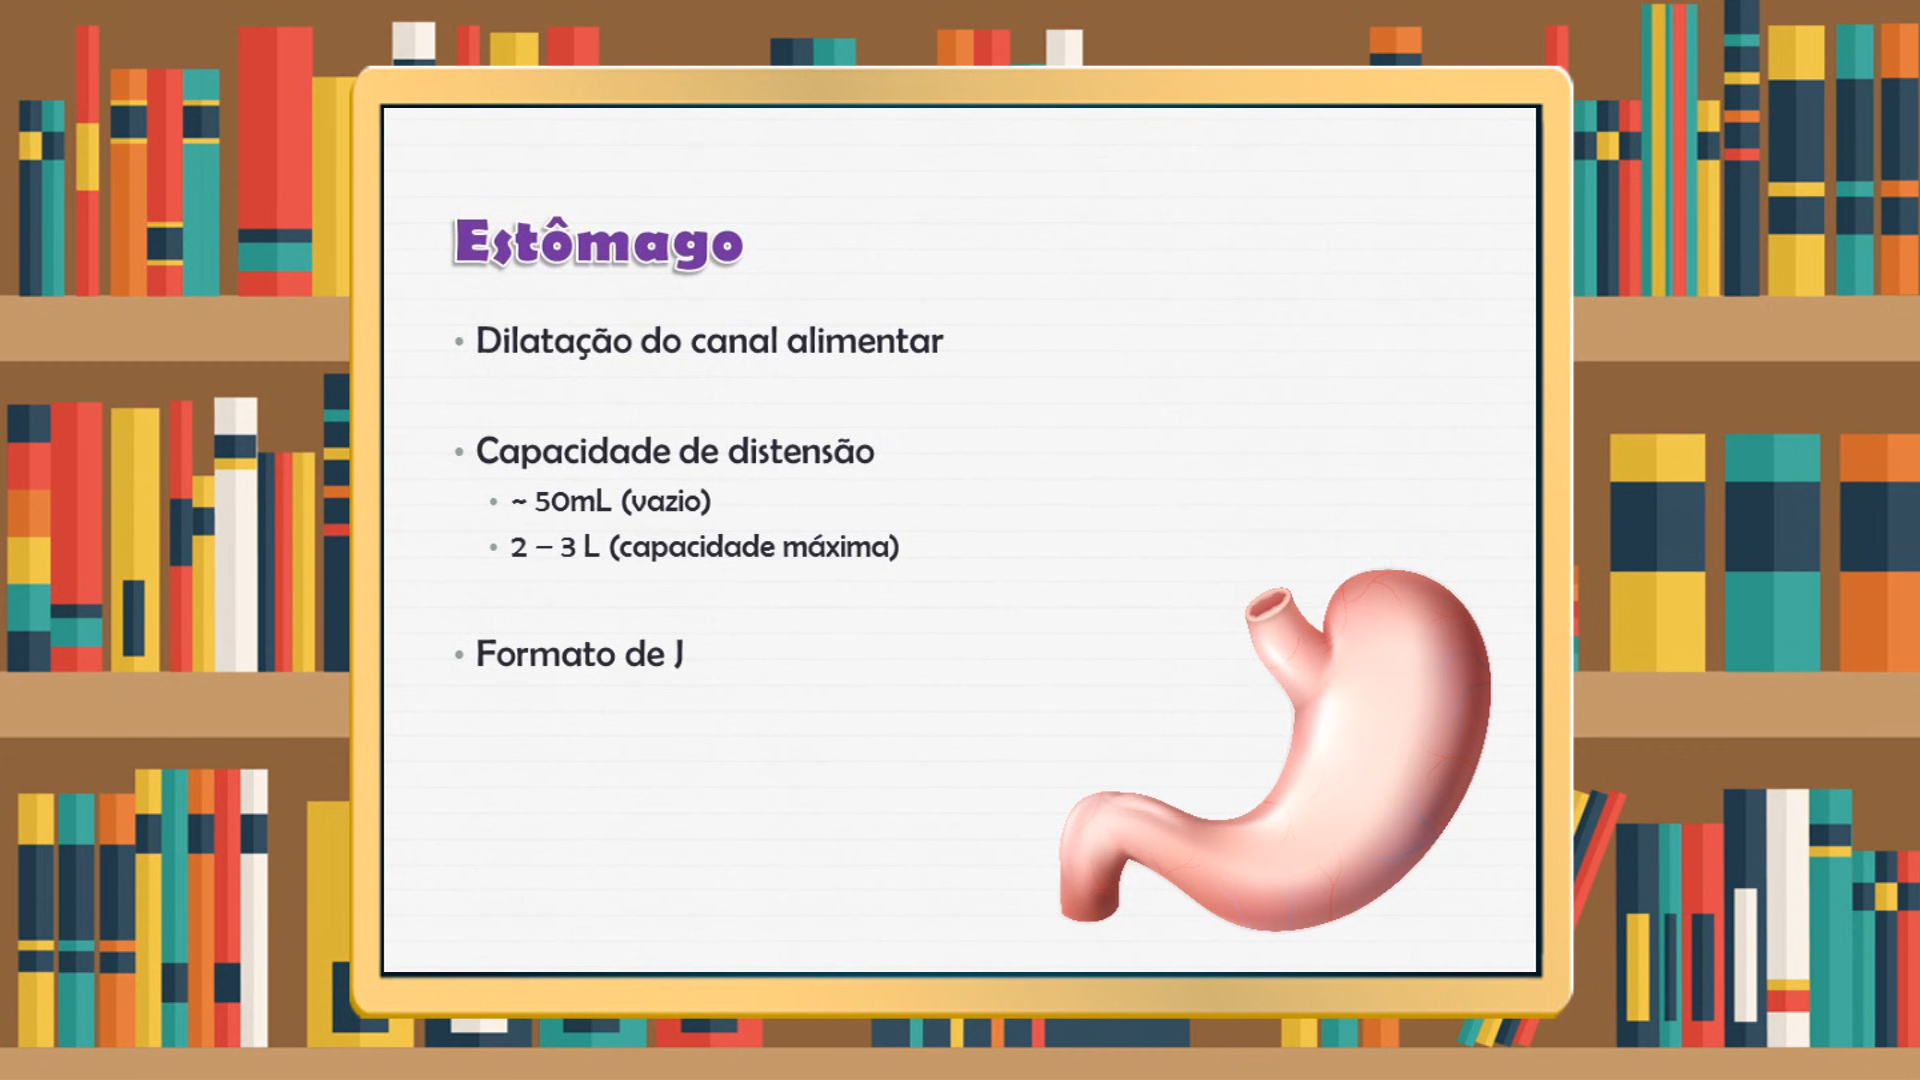 Estômago
• Dilatação do canal alimentar
• Capacidade de distensão
• ~ 50mL (vazio)
• 2 – 3 L (capacidade máxima)
• Formato de J